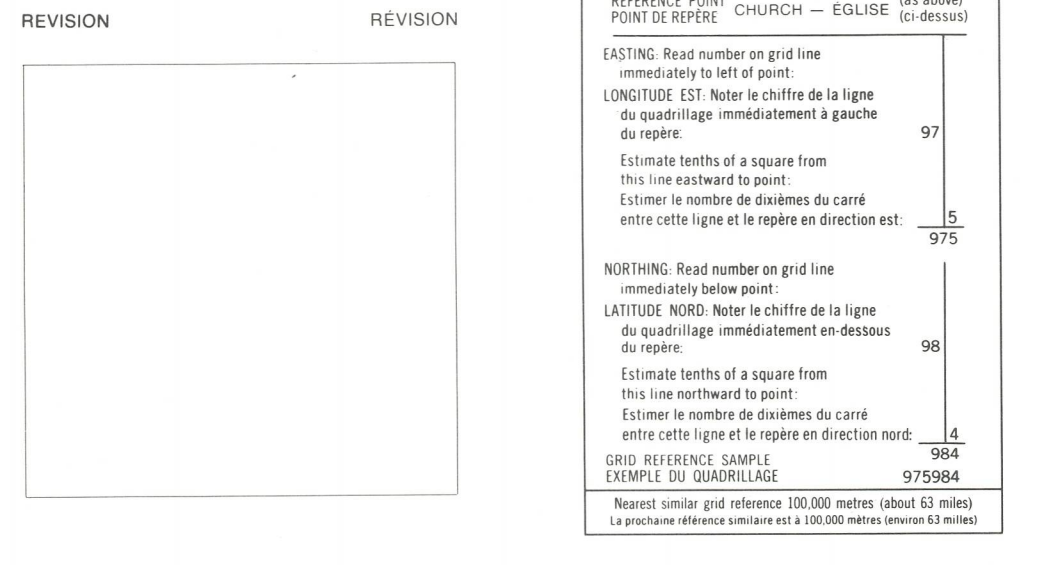 REVISION RÉVISION
REFERENCE POINT
POINT DE REPÈRE CHURCH — ÉGLISE (as above)
(ci-dessus)
EASTING: Read number on grid line
immediately to left of point:
LONGITUDE EST: Noter le chiffre de la ligne
du quadrillage immédiatement à gauche
du repère: 97
Estimate tenths of a square from
this line eastward to point:
Estimer le nombre de dixièmes du carré
entre cette ligne et le repère en direction est: 5
975
NORTHING: Read number on grid line
immediately below point:
LATITUDE NORD: Noter le chiffre de la ligne
du quadrillage immédiatement en-dessous
du repère: 98
Estimate tenths of a square from
this line northward to point:
Estimer le nombre de dixièmes du carré
entre cette ligne et le repère en direction nord: 4
984
GRID REFERENCE SAMPLE
EXEMPLE DU QUADRILLAGE 975984
Nearest similar grid reference 100,000 metres (about 63 miles)
La prochaine référence similaire est à 100,000 mètres (environ 63 milles)